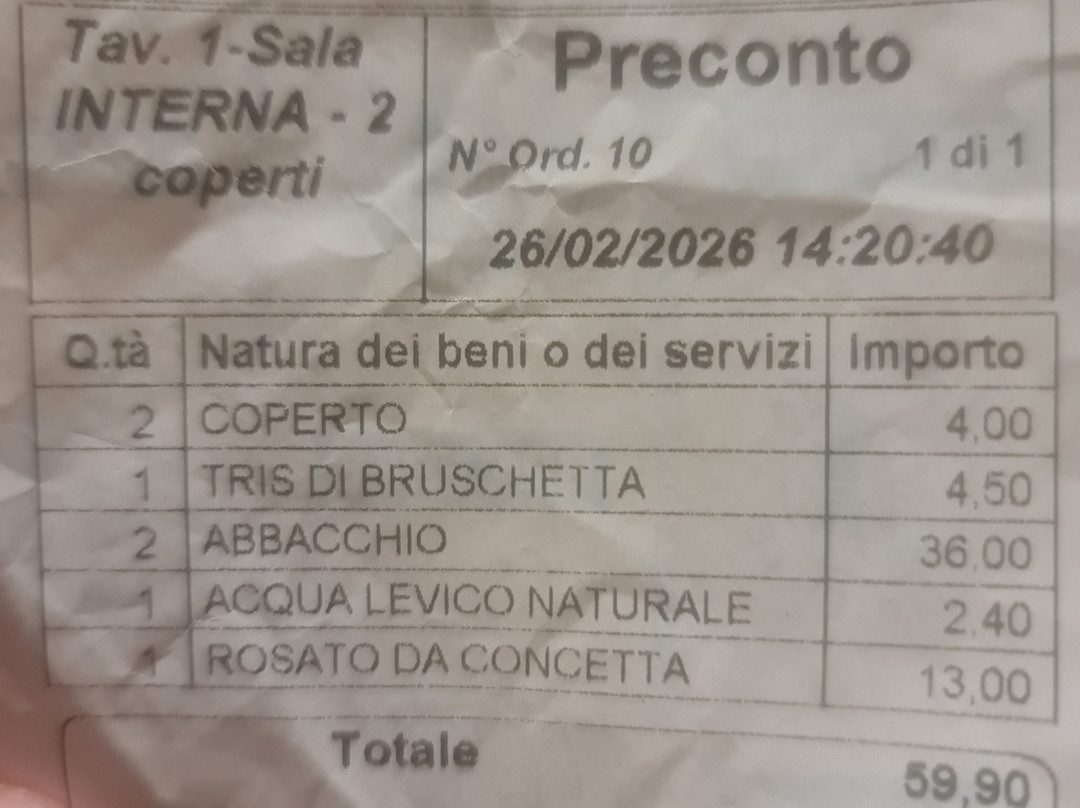 Tav. 1-Sala
INTERNA - 2
coperti
Preconto
N° Ord. 10 1 di 1
26/02/2026 14:20:40
Q.tà Natura dei beni o dei servizi Importo
2 COPERTO 4,00
1 TRIS DI BRUSCHETTA 4,50
2 ABBACCHIO 36,00
1 ACQUA LEVICO NATURALE 2,40
1 ROSATO DA CONCETTA 13,00
Totale 59,90